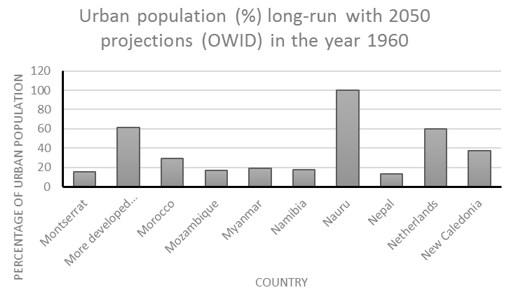 Urban population (%) long-run with 2050
projections (OWID) in the year 1960
PERCENTAGE OF URBAN POPULATION
120
100
80
60
40
20
0
Montserrat
More developed...
Morocco
Mozambique
Myanmar
Namibia
Nauru
Nepal
Netherlands
New Caledonia
COUNTRY